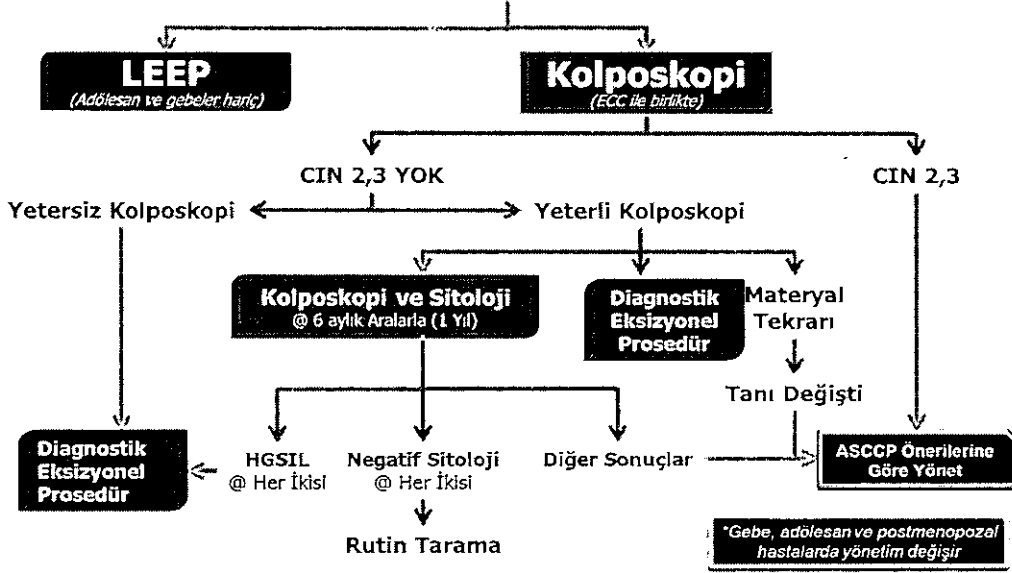 LEEP
(Adölesan ve gebeler hariç)
Kolposkopi
(ECC ile birlikte)
CIN 2,3 YOK
CIN 2,3
Yetersiz Kolposkopi
Yeterli Kolposkopi
Kolposkopi ve Sitoloji
@ 6 aylık Aralarla (1 Yıl)
Diagnostik
Eksizyonel
Prosedür
Materyal
Tekrarı
Tanı Değişti
Diagnostik
Eksizyonel
Prosedür
HGSIL
@ Her İkisi
Negatif Sitoloji
@ Her İkisi
Diğer Sonuçlar
ASCCP Önerilerine
Göre Yönet
Rutin Tarama
*Gebe, adölesan ve postmenopozal
hastalarda yönetim değişir